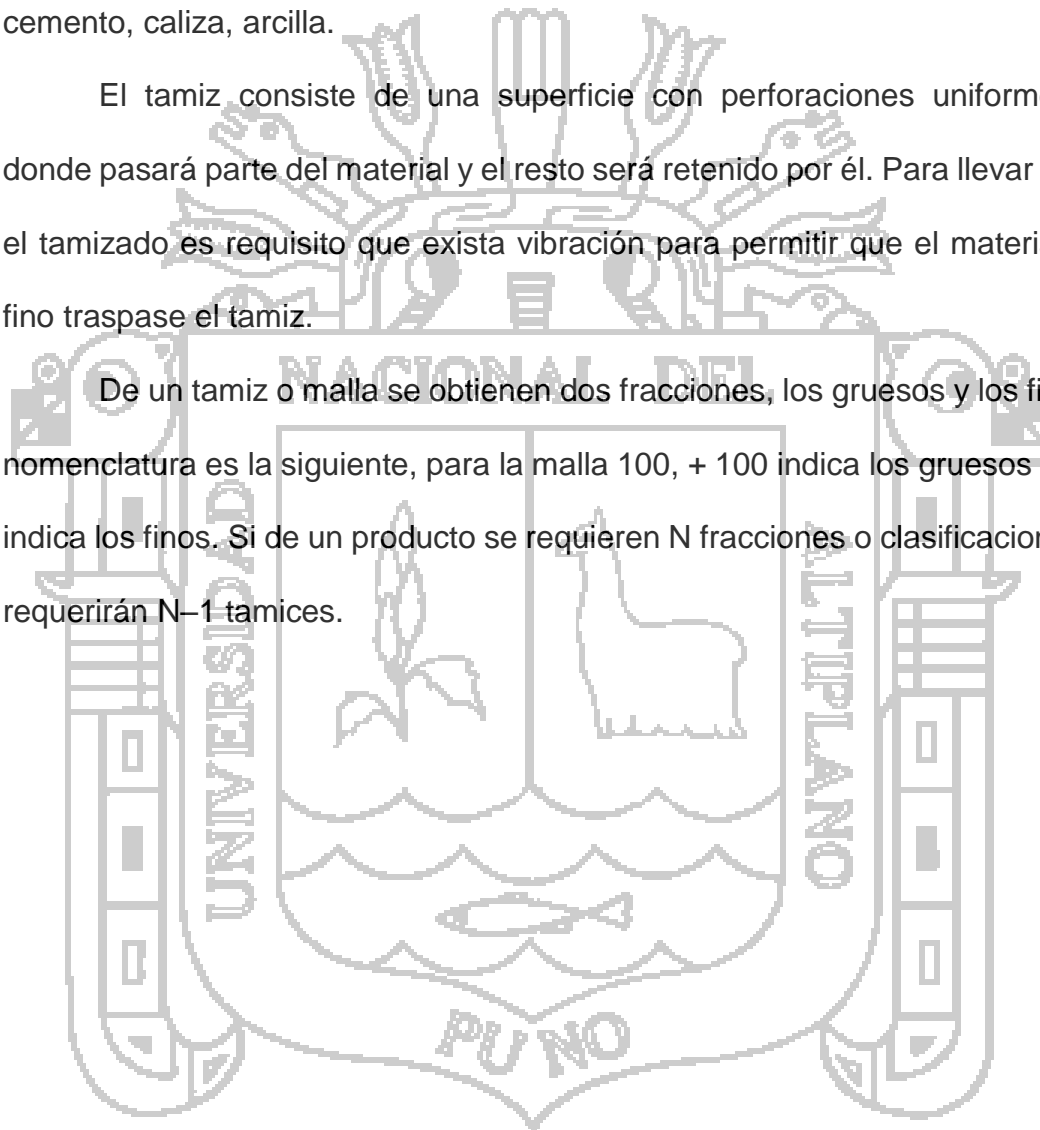 cemento, caliza, arcilla.
El tamiz consiste de una superficie con perforaciones uniform
donde pasará parte del material y el resto será retenido por él. Para llevar
el tamizado es requisito que exista vibración para permitir que el materi
fino traspase el tamiz.
De un tamiz o malla se obtienen dos fracciones, los gruesos y los fi
nomenclatura es la siguiente, para la malla 100, + 100 indica los gruesos
indica los finos. Si de un producto se requieren N fracciones o clasificacion
requerirán N–1 tamices.
NACIONAL DEL
UNIVERSIDAD
ALTIPLANO
PUNO